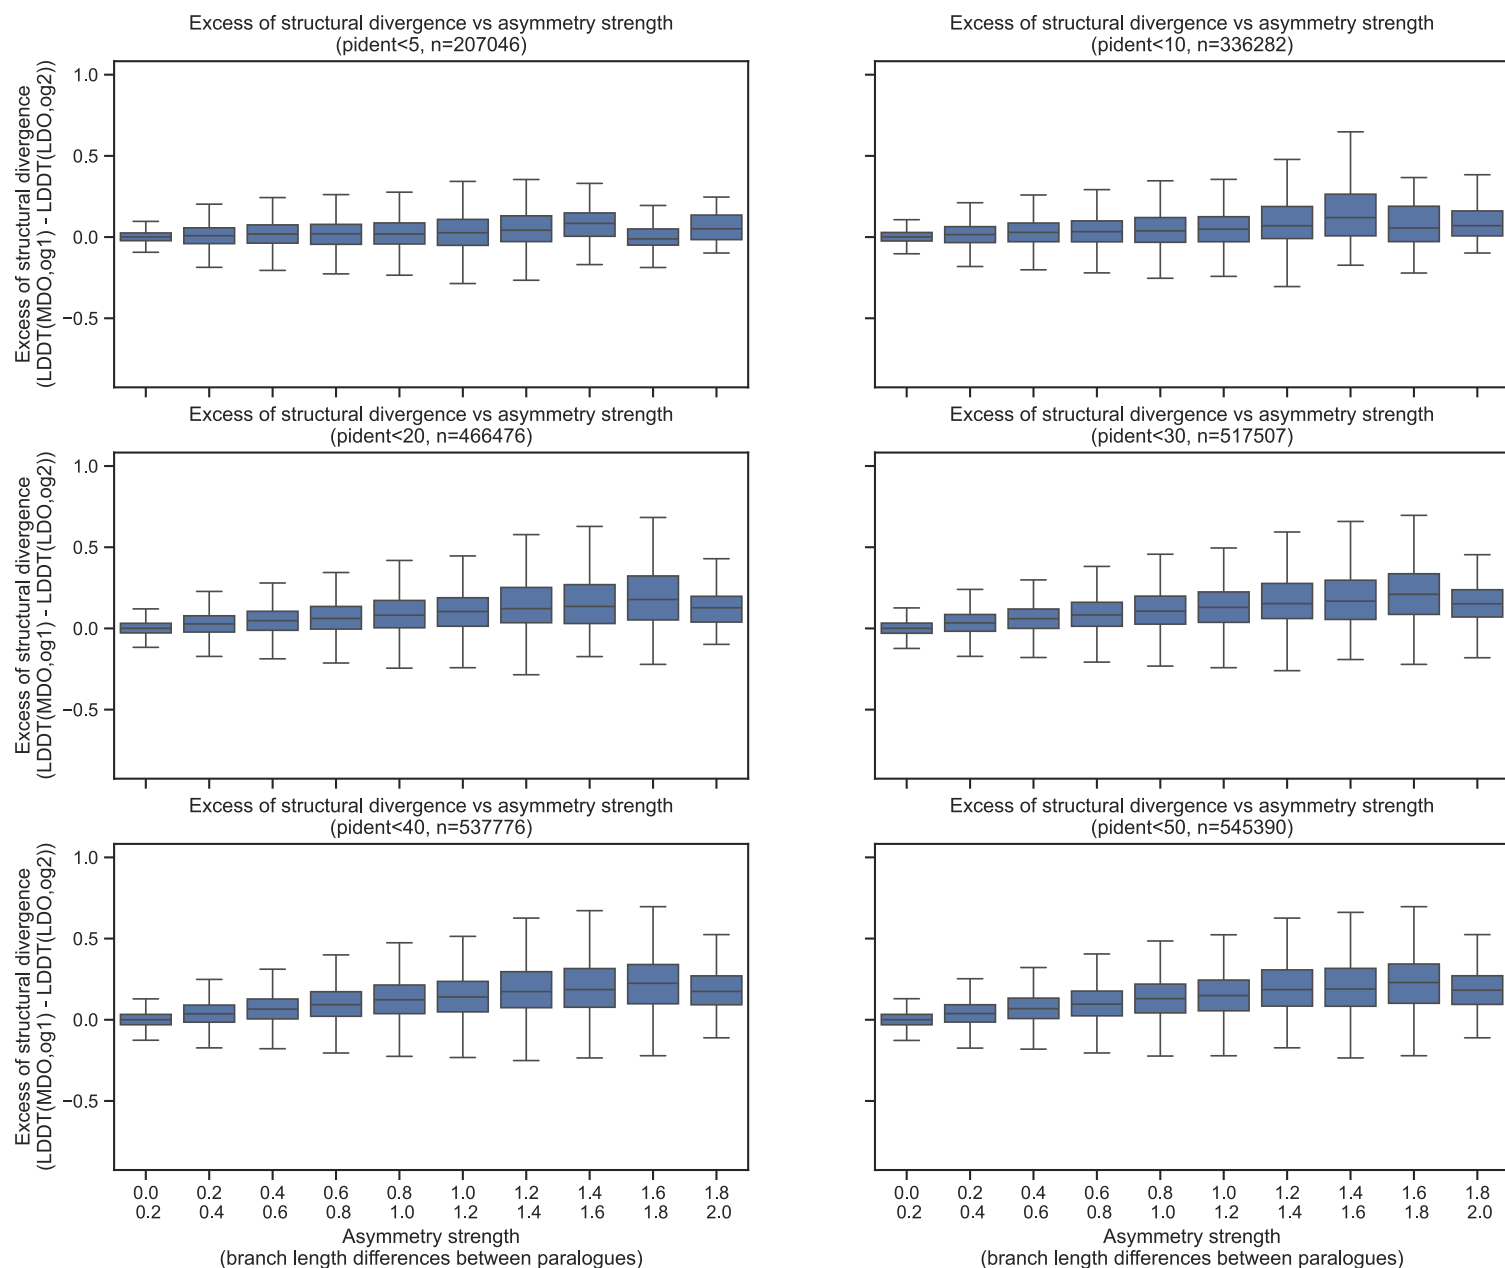 Excess of structural divergence vs asymmetry strength
(pident<5, n=207046)
Excess of structural divergence
(LDDT(MDO,og1) - LDDT(LDO,og2))
1.0
0.5
0.0
−0.5
Excess of structural divergence vs asymmetry strength
(pident<10, n=336282)
Excess of structural divergence vs asymmetry strength
(pident<20, n=466476)
Excess of structural divergence
(LDDT(MDO,og1) - LDDT(LDO,og2))
1.0
0.5
0.0
−0.5
Excess of structural divergence vs asymmetry strength
(pident<30, n=517507)
Excess of structural divergence vs asymmetry strength
(pident<40, n=537776)
Excess of structural divergence
(LDDT(MDO,og1) - LDDT(LDO,og2))
1.0
0.5
0.0
−0.5
0.0 0.2 0.4 0.6 0.8 1.0 1.2 1.4 1.6 1.8
0.2 0.4 0.6 0.8 1.0 1.2 1.4 1.6 1.8 2.0
Asymmetry strength
(branch length differences between paralogues)
Excess of structural divergence vs asymmetry strength
(pident<50, n=545390)
0.0 0.2 0.4 0.6 0.8 1.0 1.2 1.4 1.6 1.8
0.2 0.4 0.6 0.8 1.0 1.2 1.4 1.6 1.8 2.0
Asymmetry strength
(branch length differences between paralogues)